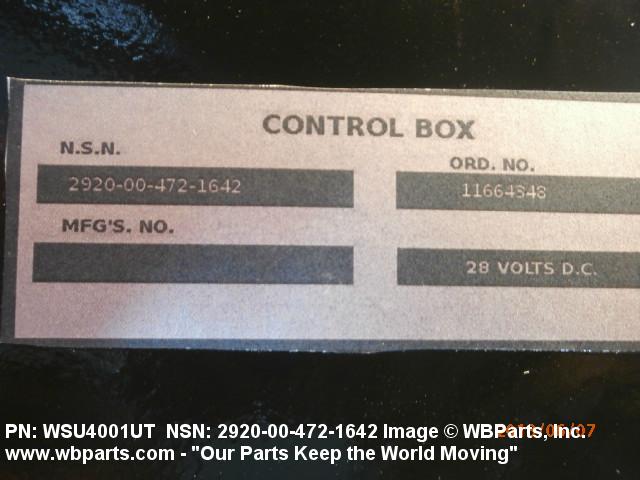 CONTROL BOX
N.S.N.
ORD. NO.
2920-00-472-1642
11664348
MFG'S. NO.
28 VOLTS D.C.
PN: WSU4001UT NSN: 2920-00-472-1642 Image © WBParts, Inc.
www.wbparts.com - "Our Parts Keep the World Moving"